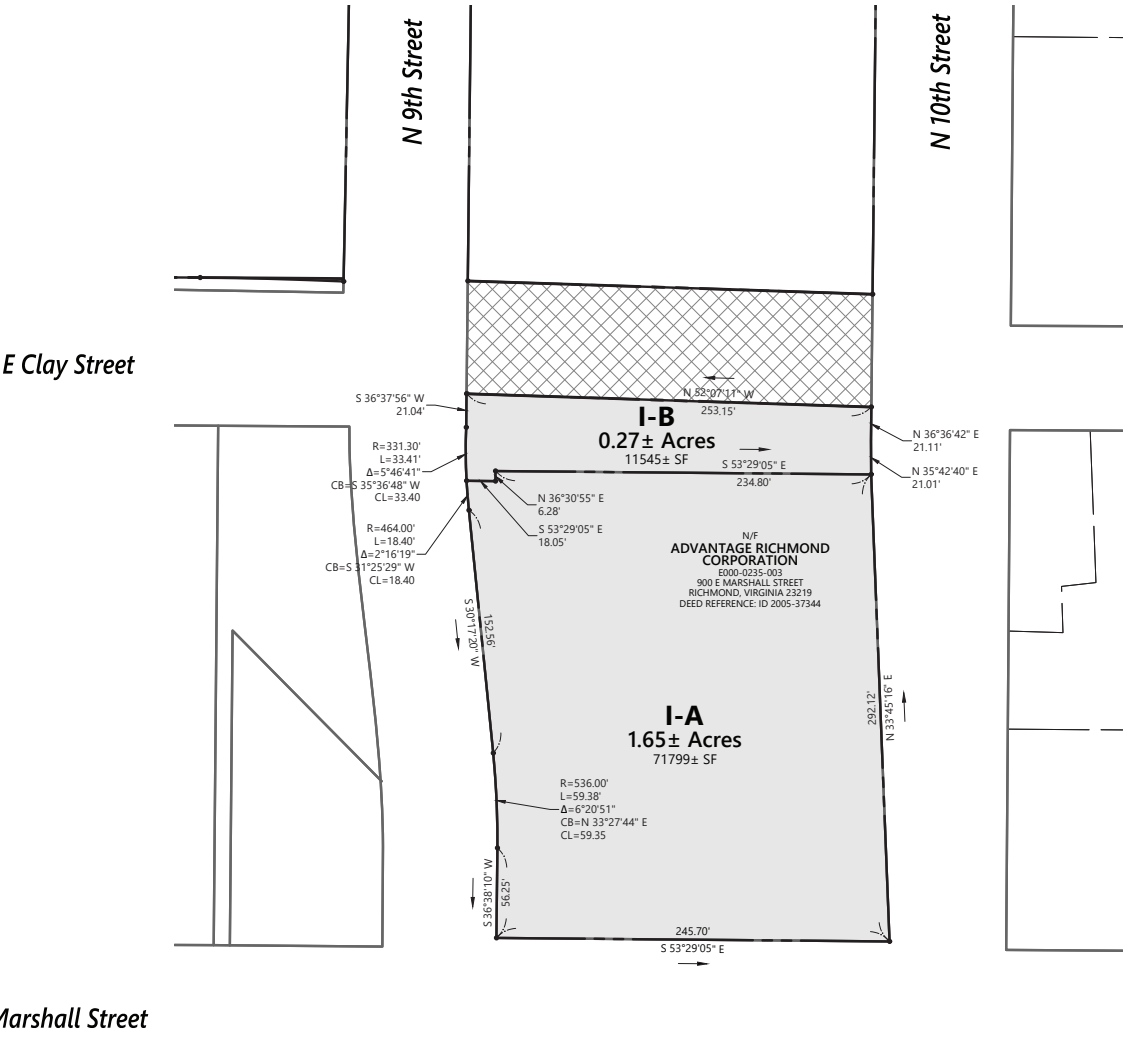 N 9th Street
N 10th Street
E Clay Street
N 52°07'11" W
253.15'
S 36°37'56" W
21.04'
I-B
0.27± Acres
11545± SF
N 36°36'42" E
21.11'
R=331.30'
L=33.41'
Δ=5°46'41"
CB=S 35°36'48" W
CL=33.40
S 53°29'05" E
234.80'
N 35°42'40" E
21.01'
N 36°30'55" E
6.28'
S 53°29'05" E
18.05'
R=464.00'
L=18.40'
Δ=2°16'19"
CB=S 31°25'29" W
CL=18.40
N/F
ADVANTAGE RICHMOND
CORPORATION
E000-0235-003
900 E MARSHALL STREET
RICHMOND, VIRGINIA 23219
DEED REFERENCE: ID 2005-37344
S 30°17'20" W
152.56'
292.12'
N 33°45'16" E
I-A
1.65± Acres
71799± SF
R=536.00'
L=59.38'
Δ=6°20'51"
CB=N 33°27'44" E
CL=59.35
S 36°38'10" W
56.25'
245.70'
S 53°29'05" E
Marshall Street